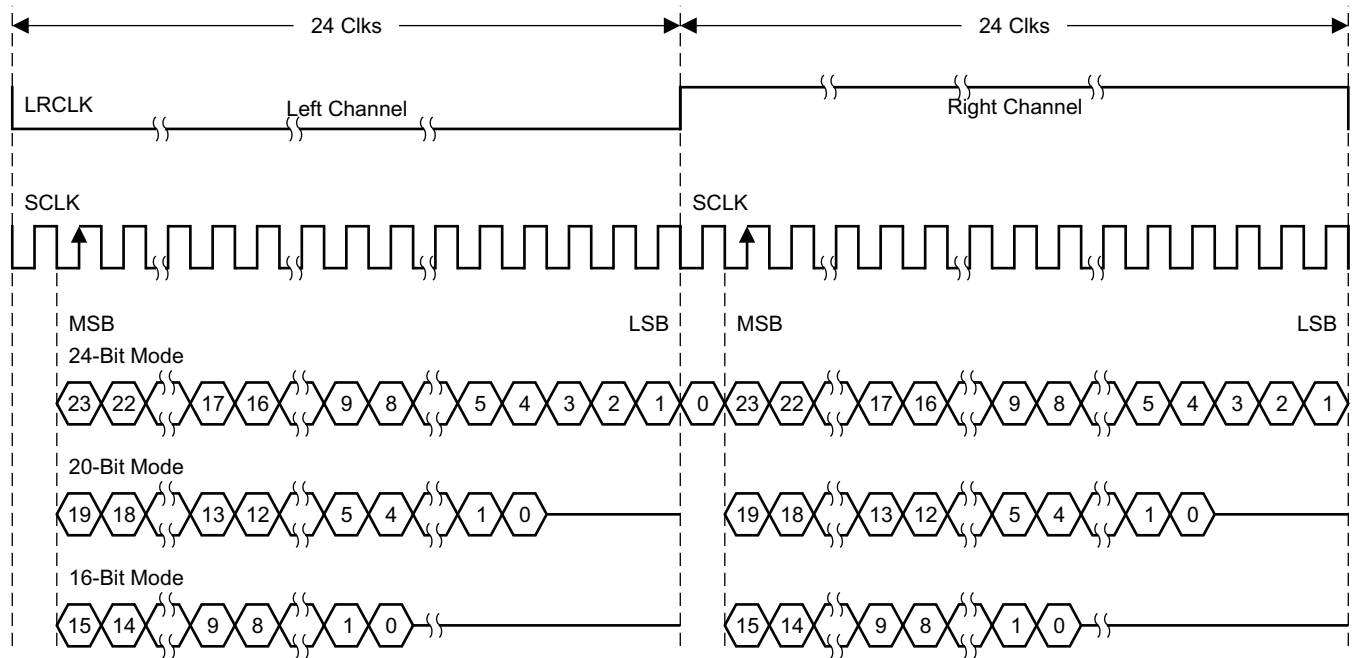 24 Clks 24 Clks
LRCLK Left Channel Right Channel
SCLK SCLK
MSB LSB MSB LSB
24-Bit Mode
23 22 17 16 9 8 5 4 3 2 1 0 23 22 17 16 9 8 5 4 3 2 1
20-Bit Mode
19 18 13 12 5 4 1 0 19 18 13 12 5 4 1 0
16-Bit Mode
15 14 9 8 1 0 15 14 9 8 1 0